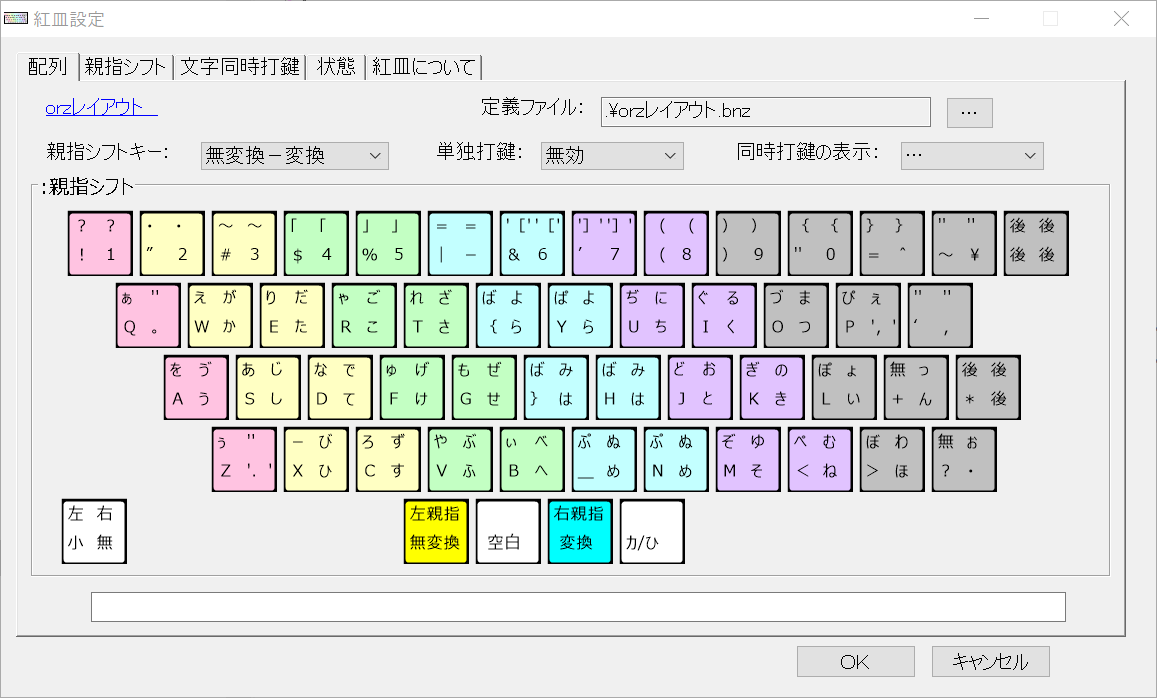 紅皿設定
配列 親指シフト 文字同時打鍵 状態 紅皿について
orzレイアウト 定義ファイル: .¥orzレイアウト.bnz ...
親指シフトキー: 無変換－変換 単独打鍵: 無効 同時打鍵の表示: ...
:親指シフト
? ? ・ ・ ～ ～ 「 「 」 」 = = ' ['' [' '] ''] ' ( ( ) ) { { } } " " 後 後
! 1 ” 2 # 3 $ 4 % 5 | － & 6 ′ 7 ( 8 ) 9 " 0 = ＾ ～ ¥ 後 後
ぁ " え が り だ ゃ ご れ ざ ぱ よ ぱ よ ぢ に ぐ る づ ま ぴ ぇ " "
Q 。 W か E た R こ T さ { ら Y ら U ち I く O つ P ',' ‘ ,
を ゔ あ じ な で ゅ げ も ぜ ば み ば み ど お ぎ の ぽ ょ 無 っ 後 後
A う S し D て F け G せ } は H は J と K き L い + ん * 後
ぅ " － び ろ ず や ぶ ぃ べ ぷ ぬ ぷ ぬ ぞ ゆ ぺ む ぼ わ 無 ぉ
Z '.' X ひ C す V ふ B へ ＿ め N め M そ < ね > ほ ? ・
左 右 左親指 右親指
小 無 無変換 空白 変換 カ/ひ
OK キャンセル